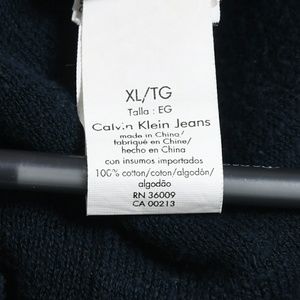 XL/TG
Talla : EG
Calvin Klein Jeans
made in China/
fabriqué en Chine/
hecho en China
con insumos importados
100% cotton/coton/algodón/
algodão
RN 36009
CA 00213